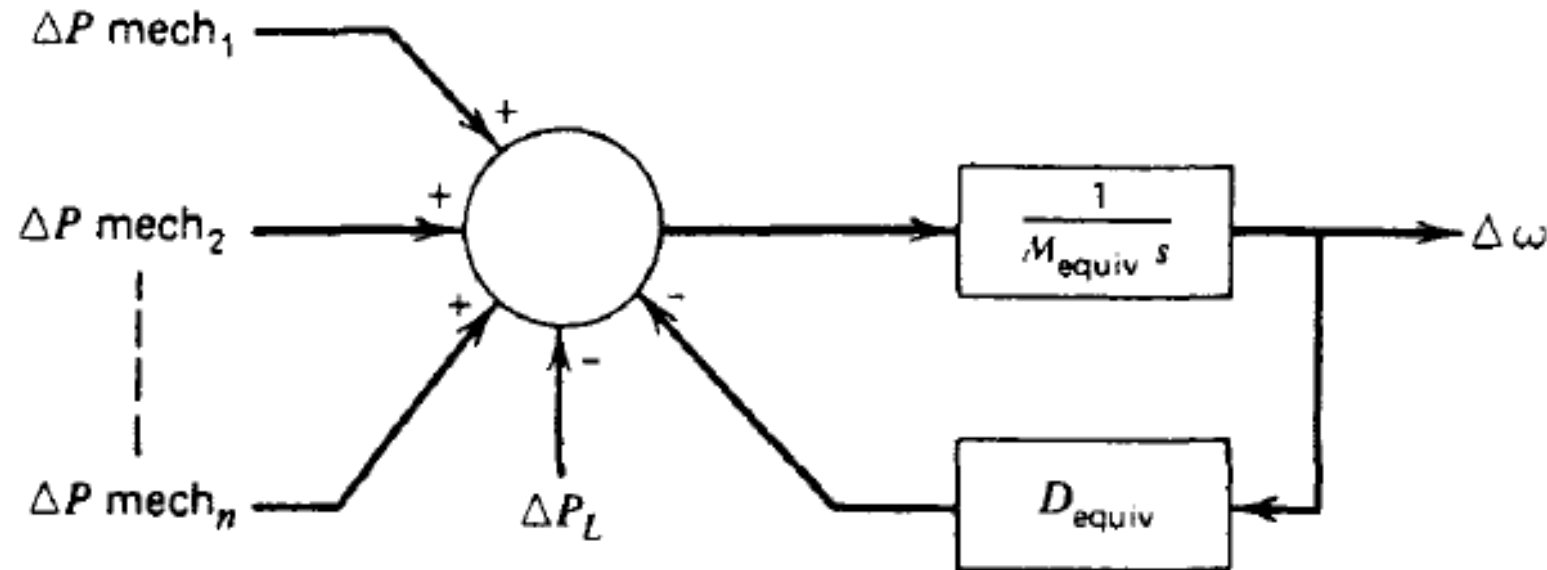 ΔP mech₁
+
+
ΔP mech₂
+
-
ΔP mechₙ
ΔP_L
-
1
M_equiv s
Δω
D_equiv